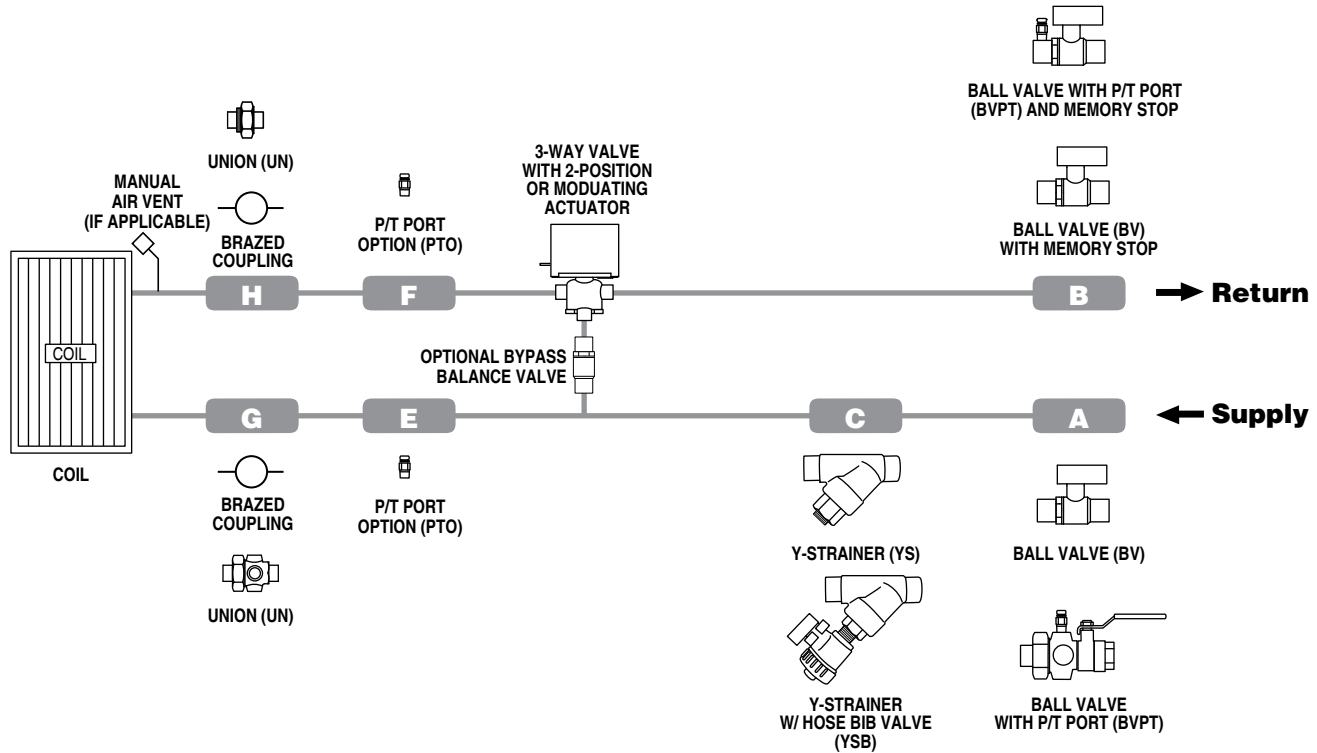 BALL VALVE WITH P/T PORT
(BVPT) AND MEMORY STOP
UNION (UN)
MANUAL
AIR VENT
(IF APPLICABLE)
BRAZED
COUPLING
P/T PORT
OPTION (PTO)
3-WAY VALVE
WITH 2-POSITION
OR MODUATING
ACTUATOR
BALL VALVE (BV)
WITH MEMORY STOP
H
F
B
Return
COIL
OPTIONAL BYPASS
BALANCE VALVE
G
E
C
A
Supply
COIL
BRAZED
COUPLING
P/T PORT
OPTION (PTO)
UNION (UN)
Y-STRAINER (YS)
BALL VALVE (BV)
Y-STRAINER
W/ HOSE BIB VALVE
(YSB)
BALL VALVE
WITH P/T PORT (BVPT)